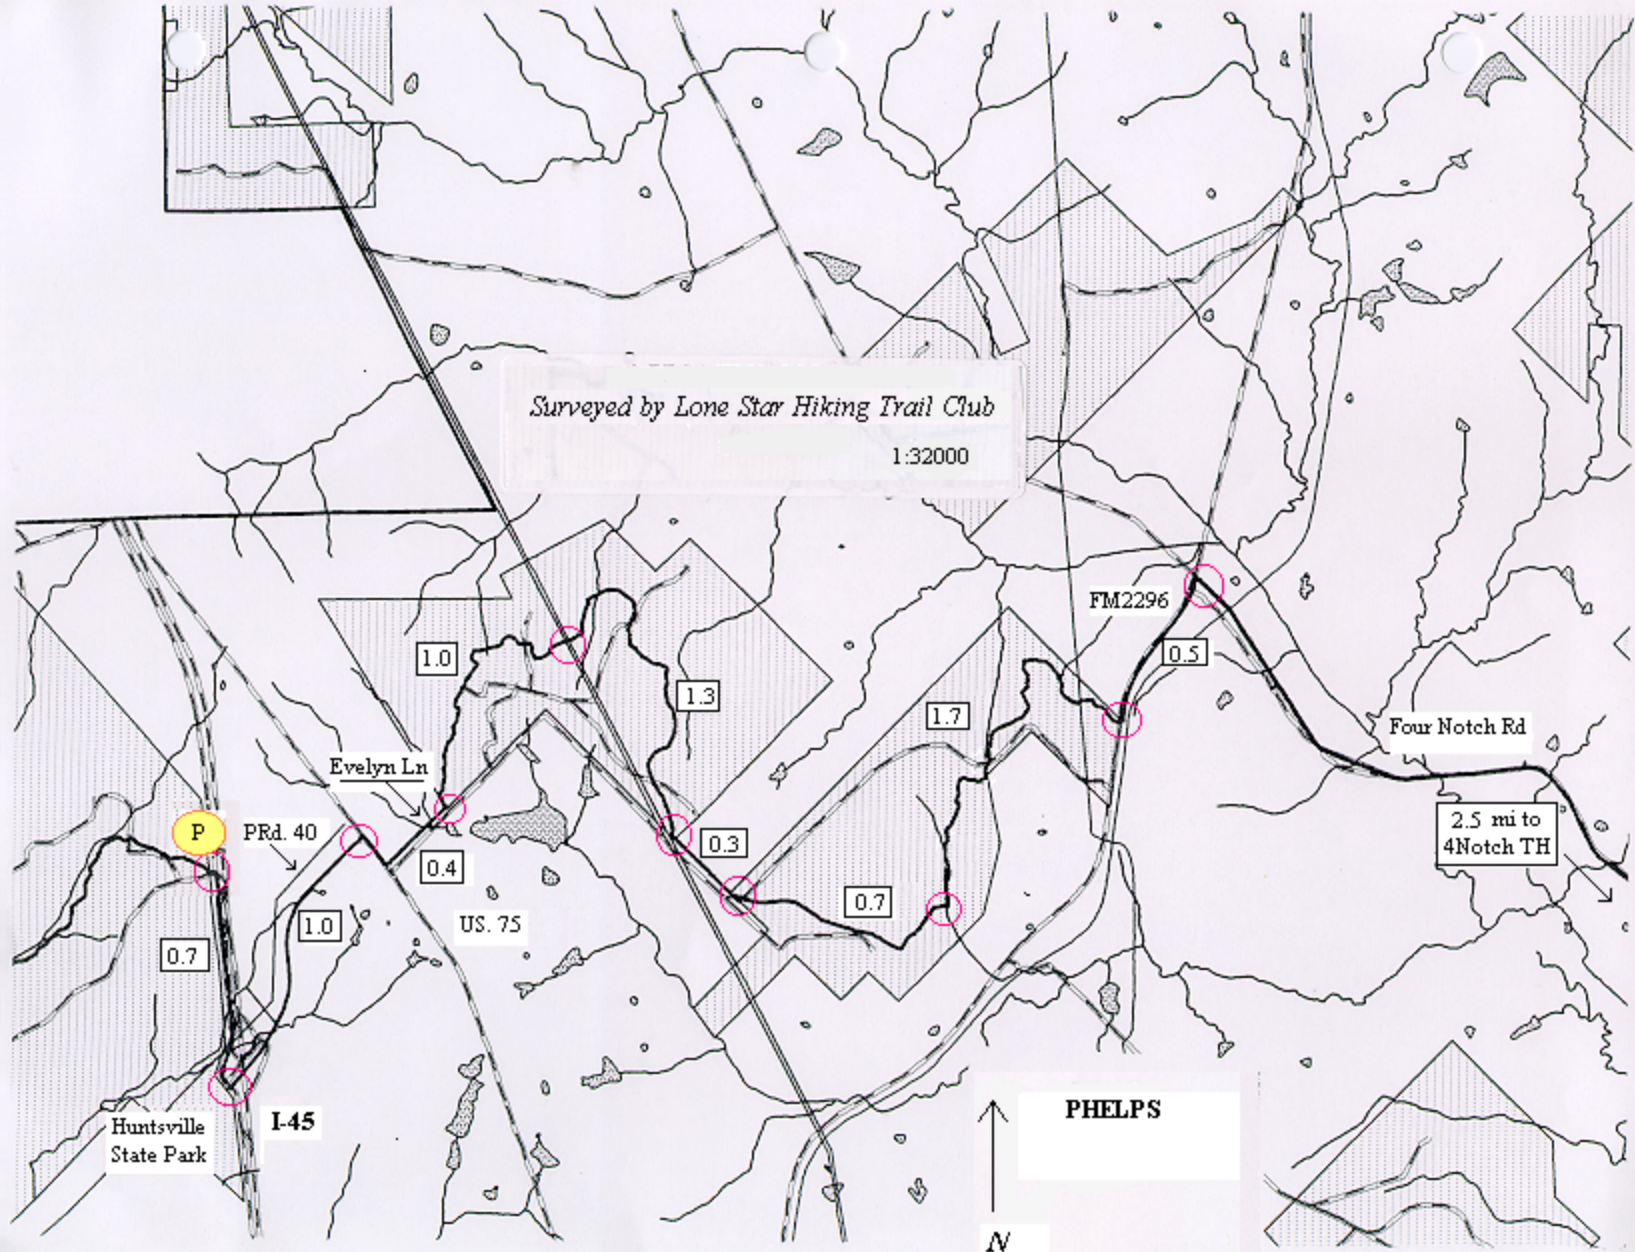 Surveyed by Lone Star Hiking Trail Club
1:32000
FM2296
1.0
0.5
1.3
1.7
Four Notch Rd
Evelyn Ln
P
PRd. 40
0.3
2.5 mi to
4Notch TH
0.4
0.7
1.0
US. 75
0.7
Huntsville
State Park
I-45
PHELPS
N